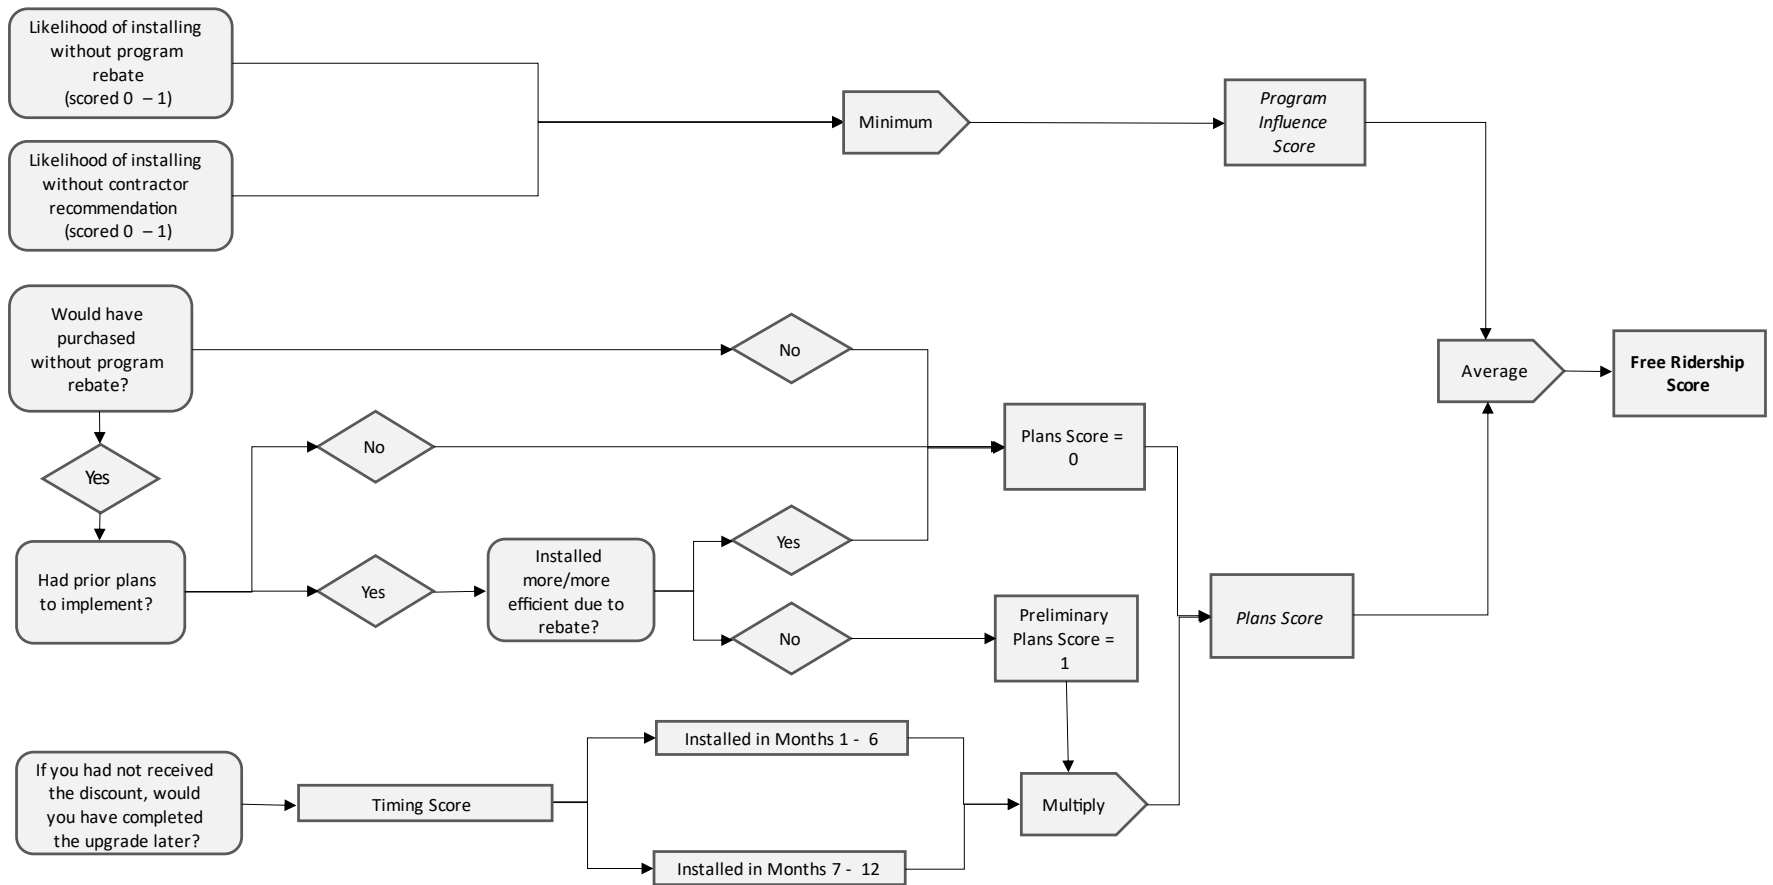 Likelihood of installing
without program
rebate
(scored 0 – 1)
Likelihood of installing
without contractor
recommendation
(scored 0 – 1)
Minimum
Program
Influence
Score
Would have
purchased
without program
rebate?
No
Yes
No
Had prior plans
to implement?
Yes
Installed
more/more
efficient due to
rebate?
Yes
No
Plans Score =
0
Preliminary
Plans Score =
1
Plans Score
Average
Free Ridership
Score
If you had not received
the discount, would
you have completed
the upgrade later?
Timing Score
Installed in Months 1 - 6
Installed in Months 7 - 12
Multiply